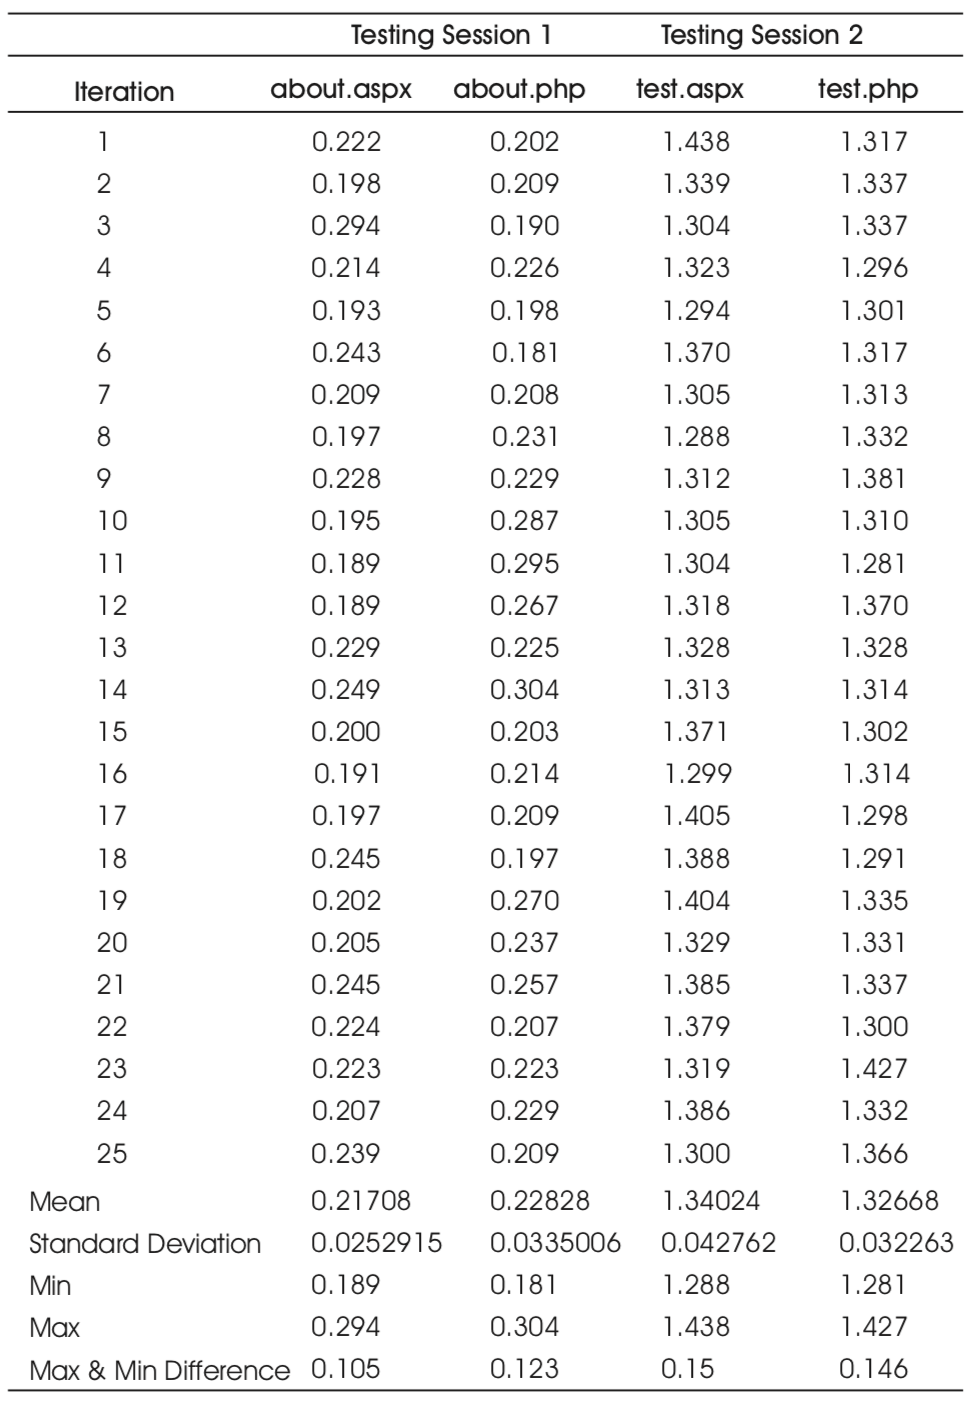 Testing Session 1 Testing Session 2
Iteration about.aspx about.php test.aspx test.php
1 0.222 0.202 1.438 1.317
2 0.198 0.209 1.339 1.337
3 0.294 0.190 1.304 1.337
4 0.214 0.226 1.323 1.296
5 0.193 0.198 1.294 1.301
6 0.243 0.181 1.370 1.317
7 0.209 0.208 1.305 1.313
8 0.197 0.231 1.288 1.332
9 0.228 0.229 1.312 1.381
10 0.195 0.287 1.305 1.310
11 0.189 0.295 1.304 1.281
12 0.189 0.267 1.318 1.370
13 0.229 0.225 1.328 1.328
14 0.249 0.304 1.313 1.314
15 0.200 0.203 1.371 1.302
16 0.191 0.214 1.299 1.314
17 0.197 0.209 1.405 1.298
18 0.245 0.197 1.388 1.291
19 0.202 0.270 1.404 1.335
20 0.205 0.237 1.329 1.331
21 0.245 0.257 1.385 1.337
22 0.224 0.207 1.379 1.300
23 0.223 0.223 1.319 1.427
24 0.207 0.229 1.386 1.332
25 0.239 0.209 1.300 1.366
Mean 0.21708 0.22828 1.34024 1.32668
Standard Deviation 0.0252915 0.0335006 0.042762 0.032263
Min 0.189 0.181 1.288 1.281
Max 0.294 0.304 1.438 1.427
Max & Min Difference 0.105 0.123 0.15 0.146